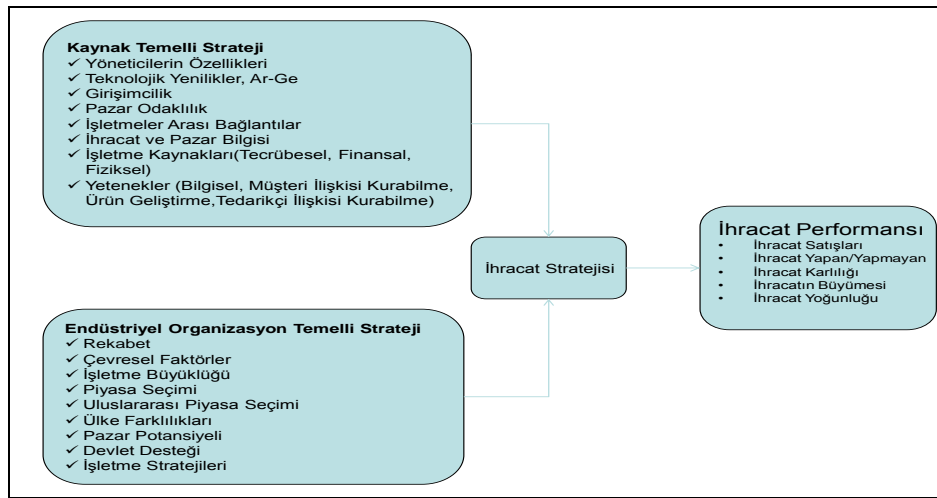 Kaynak Temelli Strateji
✓ Yöneticilerin Özellikleri
✓ Teknolojik Yenilikler, Ar-Ge
✓ Girişimcilik
✓ Pazar Odaklılık
✓ İşletmeler Arası Bağlantılar
✓ İhracat ve Pazar Bilgisi
✓ İşletme Kaynakları(Tecrübesel, Finansal,
Fiziksel)
✓ Yetenekler (Bilgisel, Müşteri İlişkisi Kurabilme,
Ürün Geliştirme,Tedarikçi İlişkisi Kurabilme)
İhracat Stratejisi
İhracat Performansı
• İhracat Satışları
• İhracat Yapan/Yapmayan
• İhracat Karlılığı
• İhracatın Büyümesi
• İhracat Yoğunluğu
Endüstriyel Organizasyon Temelli Strateji
✓ Rekabet
✓ Çevresel Faktörler
✓ İşletme Büyüklüğü
✓ Piyasa Seçimi
✓ Uluslararası Piyasa Seçimi
✓ Ülke Farklılıkları
✓ Pazar Potansiyeli
✓ Devlet Desteği
✓ İşletme Stratejileri